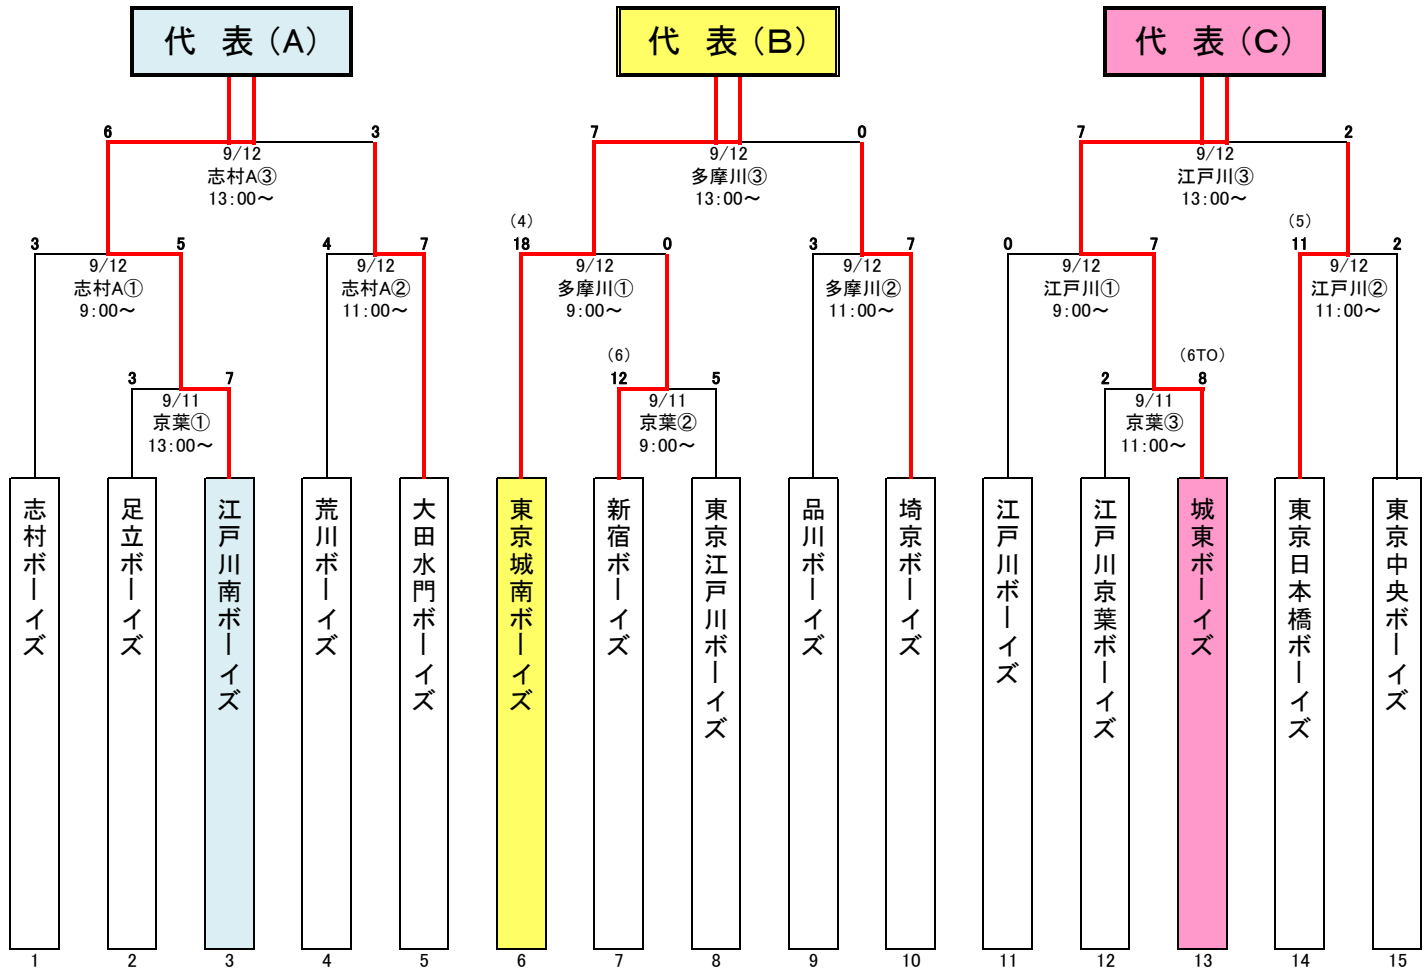 代 表（A）
代 表（B）
代 表（C）
6
3
7
0
7
2
9/12
志村A③
13:00～
9/12
多摩川③
13:00～
9/12
江戸川③
13:00～
(4)
(5)
3
5
4
7
18
0
3
7
0
7
11
2
9/12
志村A①
9:00～
9/12
志村A②
11:00～
9/12
多摩川①
9:00～
9/12
多摩川②
11:00～
9/12
江戸川①
9:00～
9/12
江戸川②
11:00～
(6)
(6TO)
3
7
12
5
2
8
9/11
京葉①
13:00～
9/11
京葉②
9:00～
9/11
京葉③
11:00～
志村ボーイズ
足立ボーイズ
江戸川南ボーイズ
荒川ボーイズ
大田水門ボーイズ
東京城南ボーイズ
新宿ボーイズ
東京江戸川ボーイズ
品川ボーイズ
埼京ボーイズ
江戸川ボーイズ
江戸川京葉ボーイズ
城東ボーイズ
東京日本橋ボーイズ
東京中央ボーイズ
1
2
3
4
5
6
7
8
9
10
11
12
13
14
15